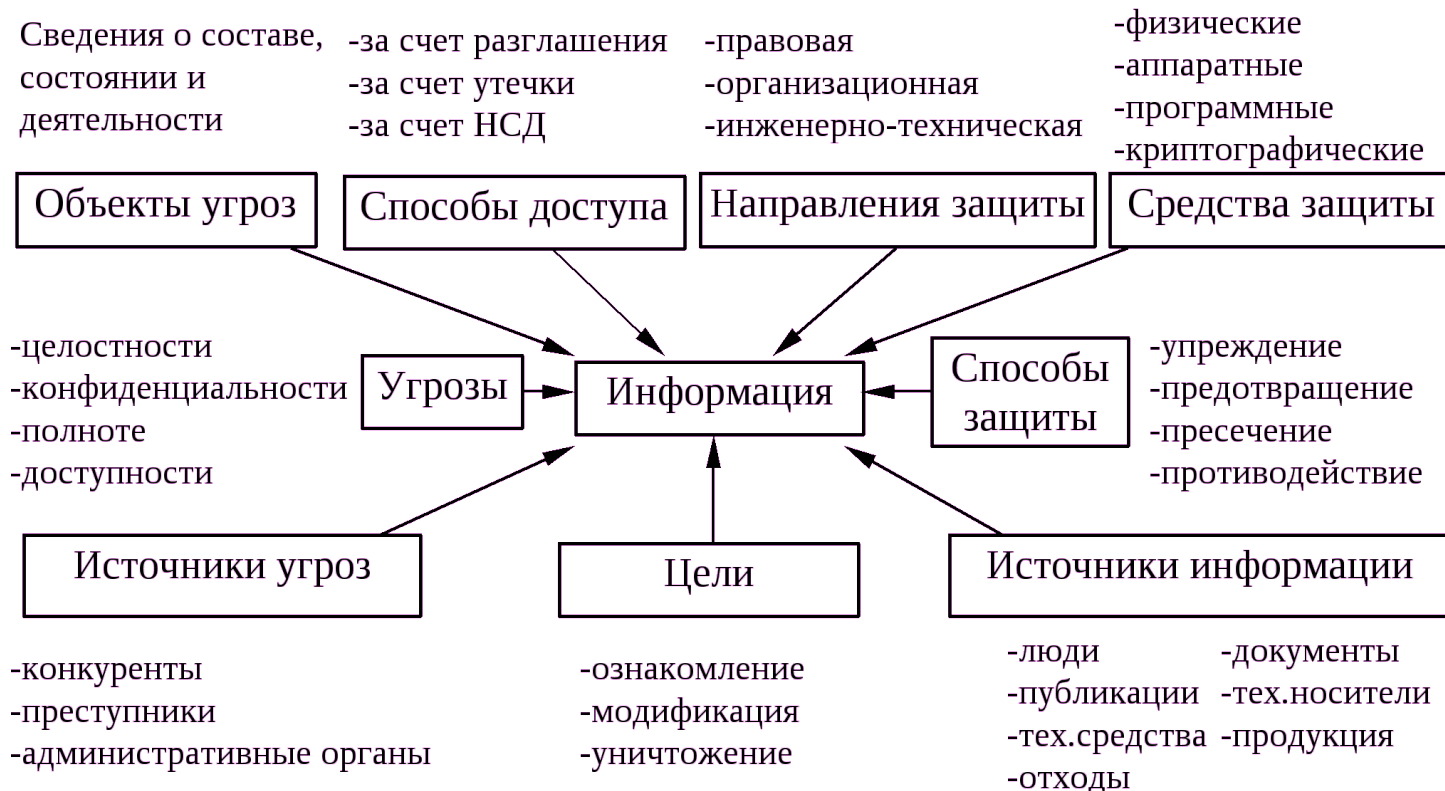 Сведения о составе,
состоянии и
деятельности
-за счет разглашения
-за счет утечки
-за счет НСД
-правовая
-организационная
-инженерно-техническая
-физические
-аппаратные
-программные
-криптографические
Объекты угроз
Способы доступа
Направления защиты
Средства защиты
-целостности
-конфиденциальности
-полноте
-доступности
Угрозы
Информация
Способы
защиты
-упреждение
-предотвращение
-пресечение
-противодействие
Источники угроз
Цели
Источники информации
-конкуренты
-преступники
-административные органы
-ознакомление
-модификация
-уничтожение
-люди
-публикации
-тех.средства
-отходы
-документы
-тех.носители
-продукция